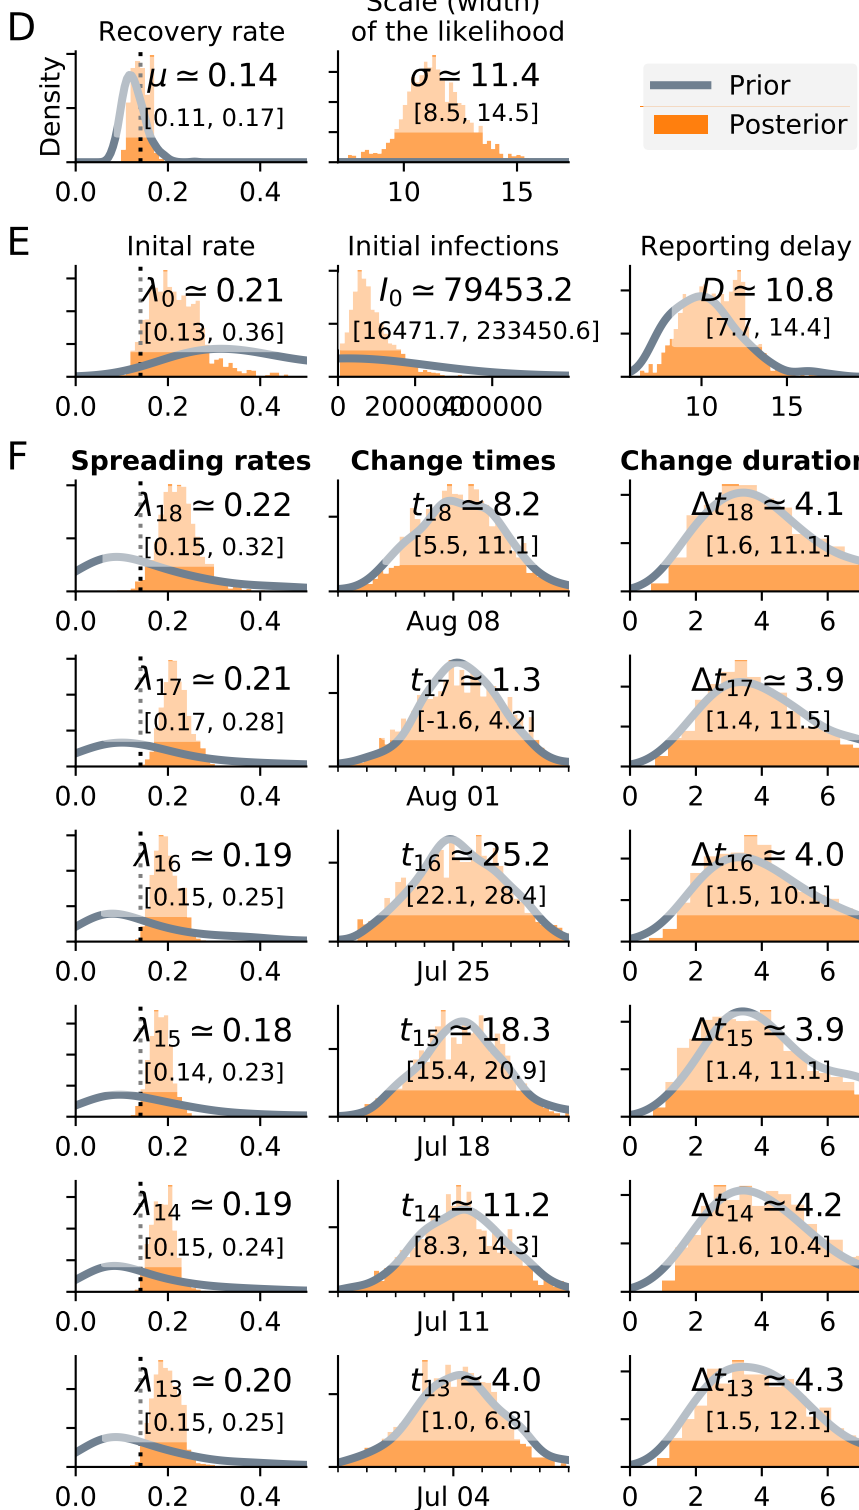 D
Recovery rate
Scale (width)
of the likelihood
Density
μ ≃ 0.14
[0.11, 0.17]
σ ≃ 11.4
[8.5, 14.5]
Prior
Posterior
0.0 0.2 0.4
10 15
E
Inital rate
Initial infections
Reporting delay
λ0 ≃ 0.21
[0.13, 0.36]
I0 ≃ 79453.2
[16471.7, 233450.6]
D ≃ 10.8
[7.7, 14.4]
0.0 0.2 0.4
0 200000 400000
10 15
F
Spreading rates
Change times
Change duration
λ18 ≃ 0.22
[0.15, 0.32]
t18 ≃ 8.2
[5.5, 11.1]
Δt18 ≃ 4.1
[1.6, 11.1]
0.0 0.2 0.4
Aug 08
0 2 4 6
λ17 ≃ 0.21
[0.17, 0.28]
t17 ≃ 1.3
[-1.6, 4.2]
Δt17 ≃ 3.9
[1.4, 11.5]
0.0 0.2 0.4
Aug 01
0 2 4 6
λ16 ≃ 0.19
[0.15, 0.25]
t16 ≃ 25.2
[22.1, 28.4]
Δt16 ≃ 4.0
[1.5, 10.1]
0.0 0.2 0.4
Jul 25
0 2 4 6
λ15 ≃ 0.18
[0.14, 0.23]
t15 ≃ 18.3
[15.4, 20.9]
Δt15 ≃ 3.9
[1.4, 11.1]
0.0 0.2 0.4
Jul 18
0 2 4 6
λ14 ≃ 0.19
[0.15, 0.24]
t14 ≃ 11.2
[8.3, 14.3]
Δt14 ≃ 4.2
[1.6, 10.4]
0.0 0.2 0.4
Jul 11
0 2 4 6
λ13 ≃ 0.20
[0.15, 0.25]
t13 ≃ 4.0
[1.0, 6.8]
Δt13 ≃ 4.3
[1.5, 12.1]
0.0 0.2 0.4
Jul 04
0 2 4 6